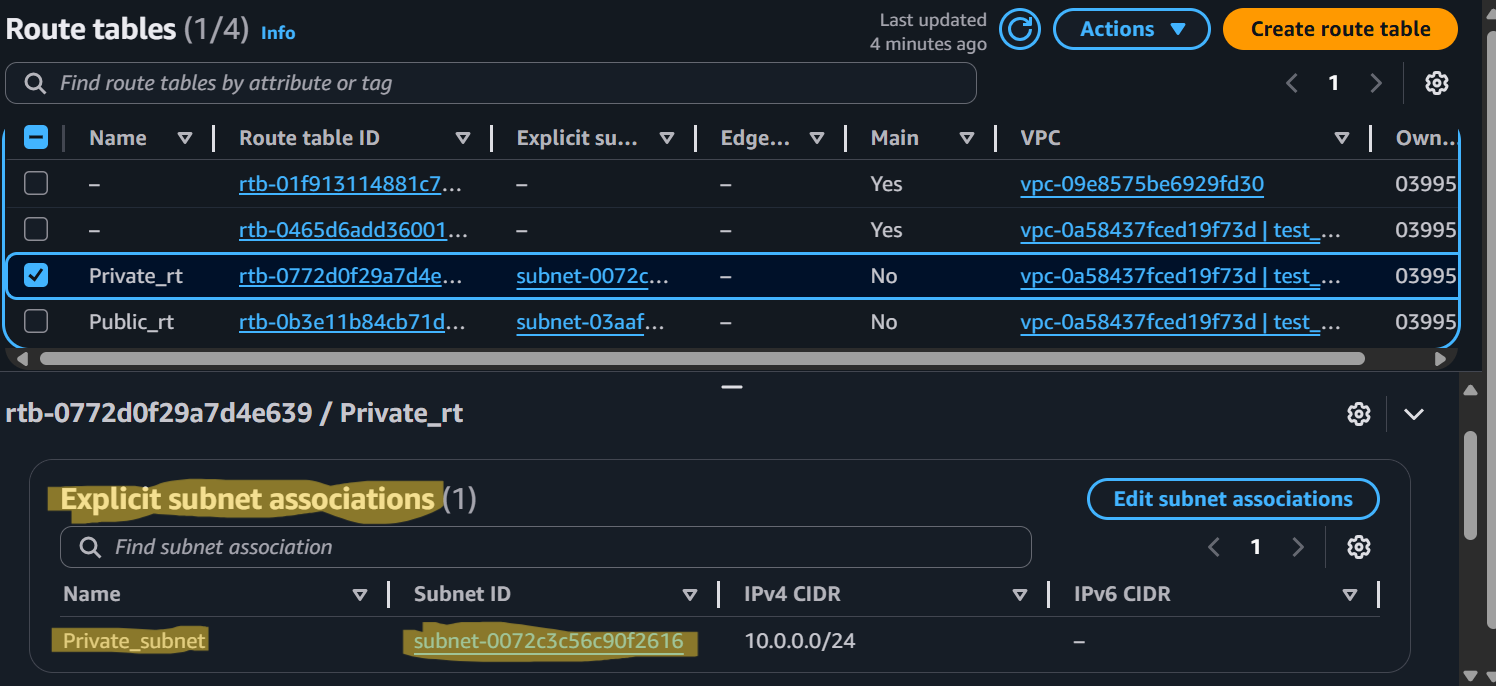 Route tables (1/4) Info
Last updated
4 minutes ago
Actions
Create route table
Find route tables by attribute or tag
1
Name Route table ID Explicit su... Edge... Main VPC Own...
– rtb-01f913114881c7... – – Yes vpc-09e8575be6929fd30 03995
– rtb-0465d6add36001... – – Yes vpc-0a58437fced19f73d | test_... 03995
Private_rt rtb-0772d0f29a7d4e... subnet-0072c... – No vpc-0a58437fced19f73d | test_... 03995
Public_rt rtb-0b3e11b84cb71d... subnet-03aaf... – No vpc-0a58437fced19f73d | test_... 03995
rtb-0772d0f29a7d4e639 / Private_rt
Explicit subnet associations (1)
Edit subnet associations
Find subnet association
1
Name Subnet ID IPv4 CIDR IPv6 CIDR
Private_subnet subnet-0072c3c56c90f2616 10.0.0.0/24 –